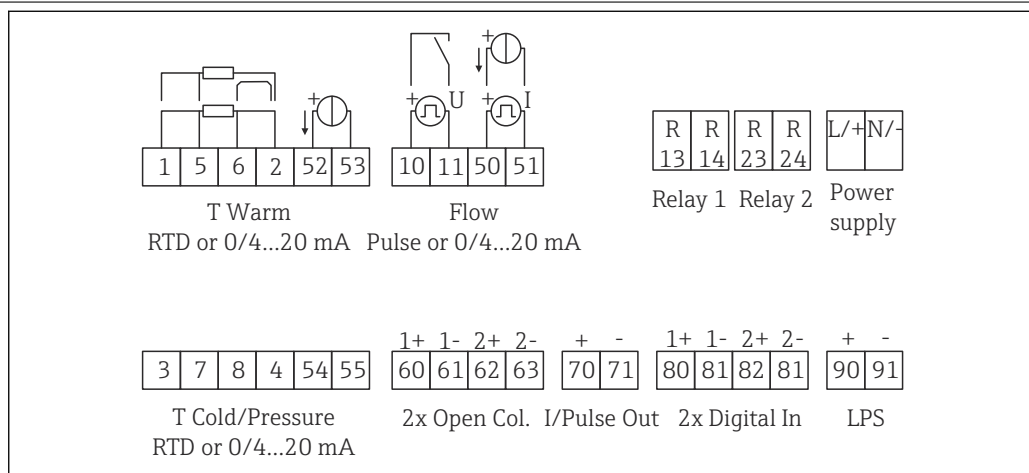 + +
+ U + I
+
1 5 6 2 52 53 10 11 50 51
T Warm
RTD or 0/4...20 mA
Flow
Pulse or 0/4...20 mA
R R R R L/+ N/-
13 14 23 24
Relay 1 Relay 2 Power
supply
1+ 1- 2+ 2- + - 1+ 1- 2+ 2- + -
3 7 8 4 54 55 60 61 62 63 70 71 80 81 82 81 90 91
T Cold/Pressure
RTD or 0/4...20 mA
2x Open Col. I/Pulse Out 2x Digital In LPS